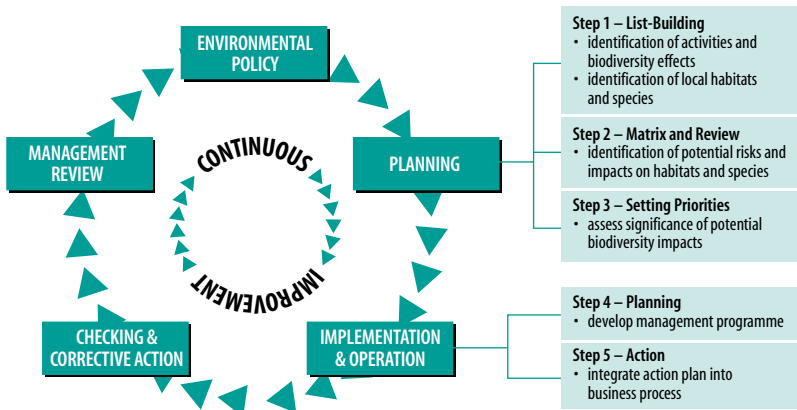 ENVIRONMENTAL
POLICY
PLANNING
IMPLEMENTATION
& OPERATION
CHECKING &
CORRECTIVE ACTION
MANAGEMENT
REVIEW
CONTINUOUS
IMPROVEMENT
Step 1 – List-Building
• identification of activities and
biodiversity effects
• identification of local habitats
and species
Step 2 – Matrix and Review
• identification of potential risks and
impacts on habitats and species
Step 3 – Setting Priorities
• assess significance of potential
biodiversity impacts
Step 4 – Planning
• develop management programme
Step 5 – Action
• integrate action plan into
business process